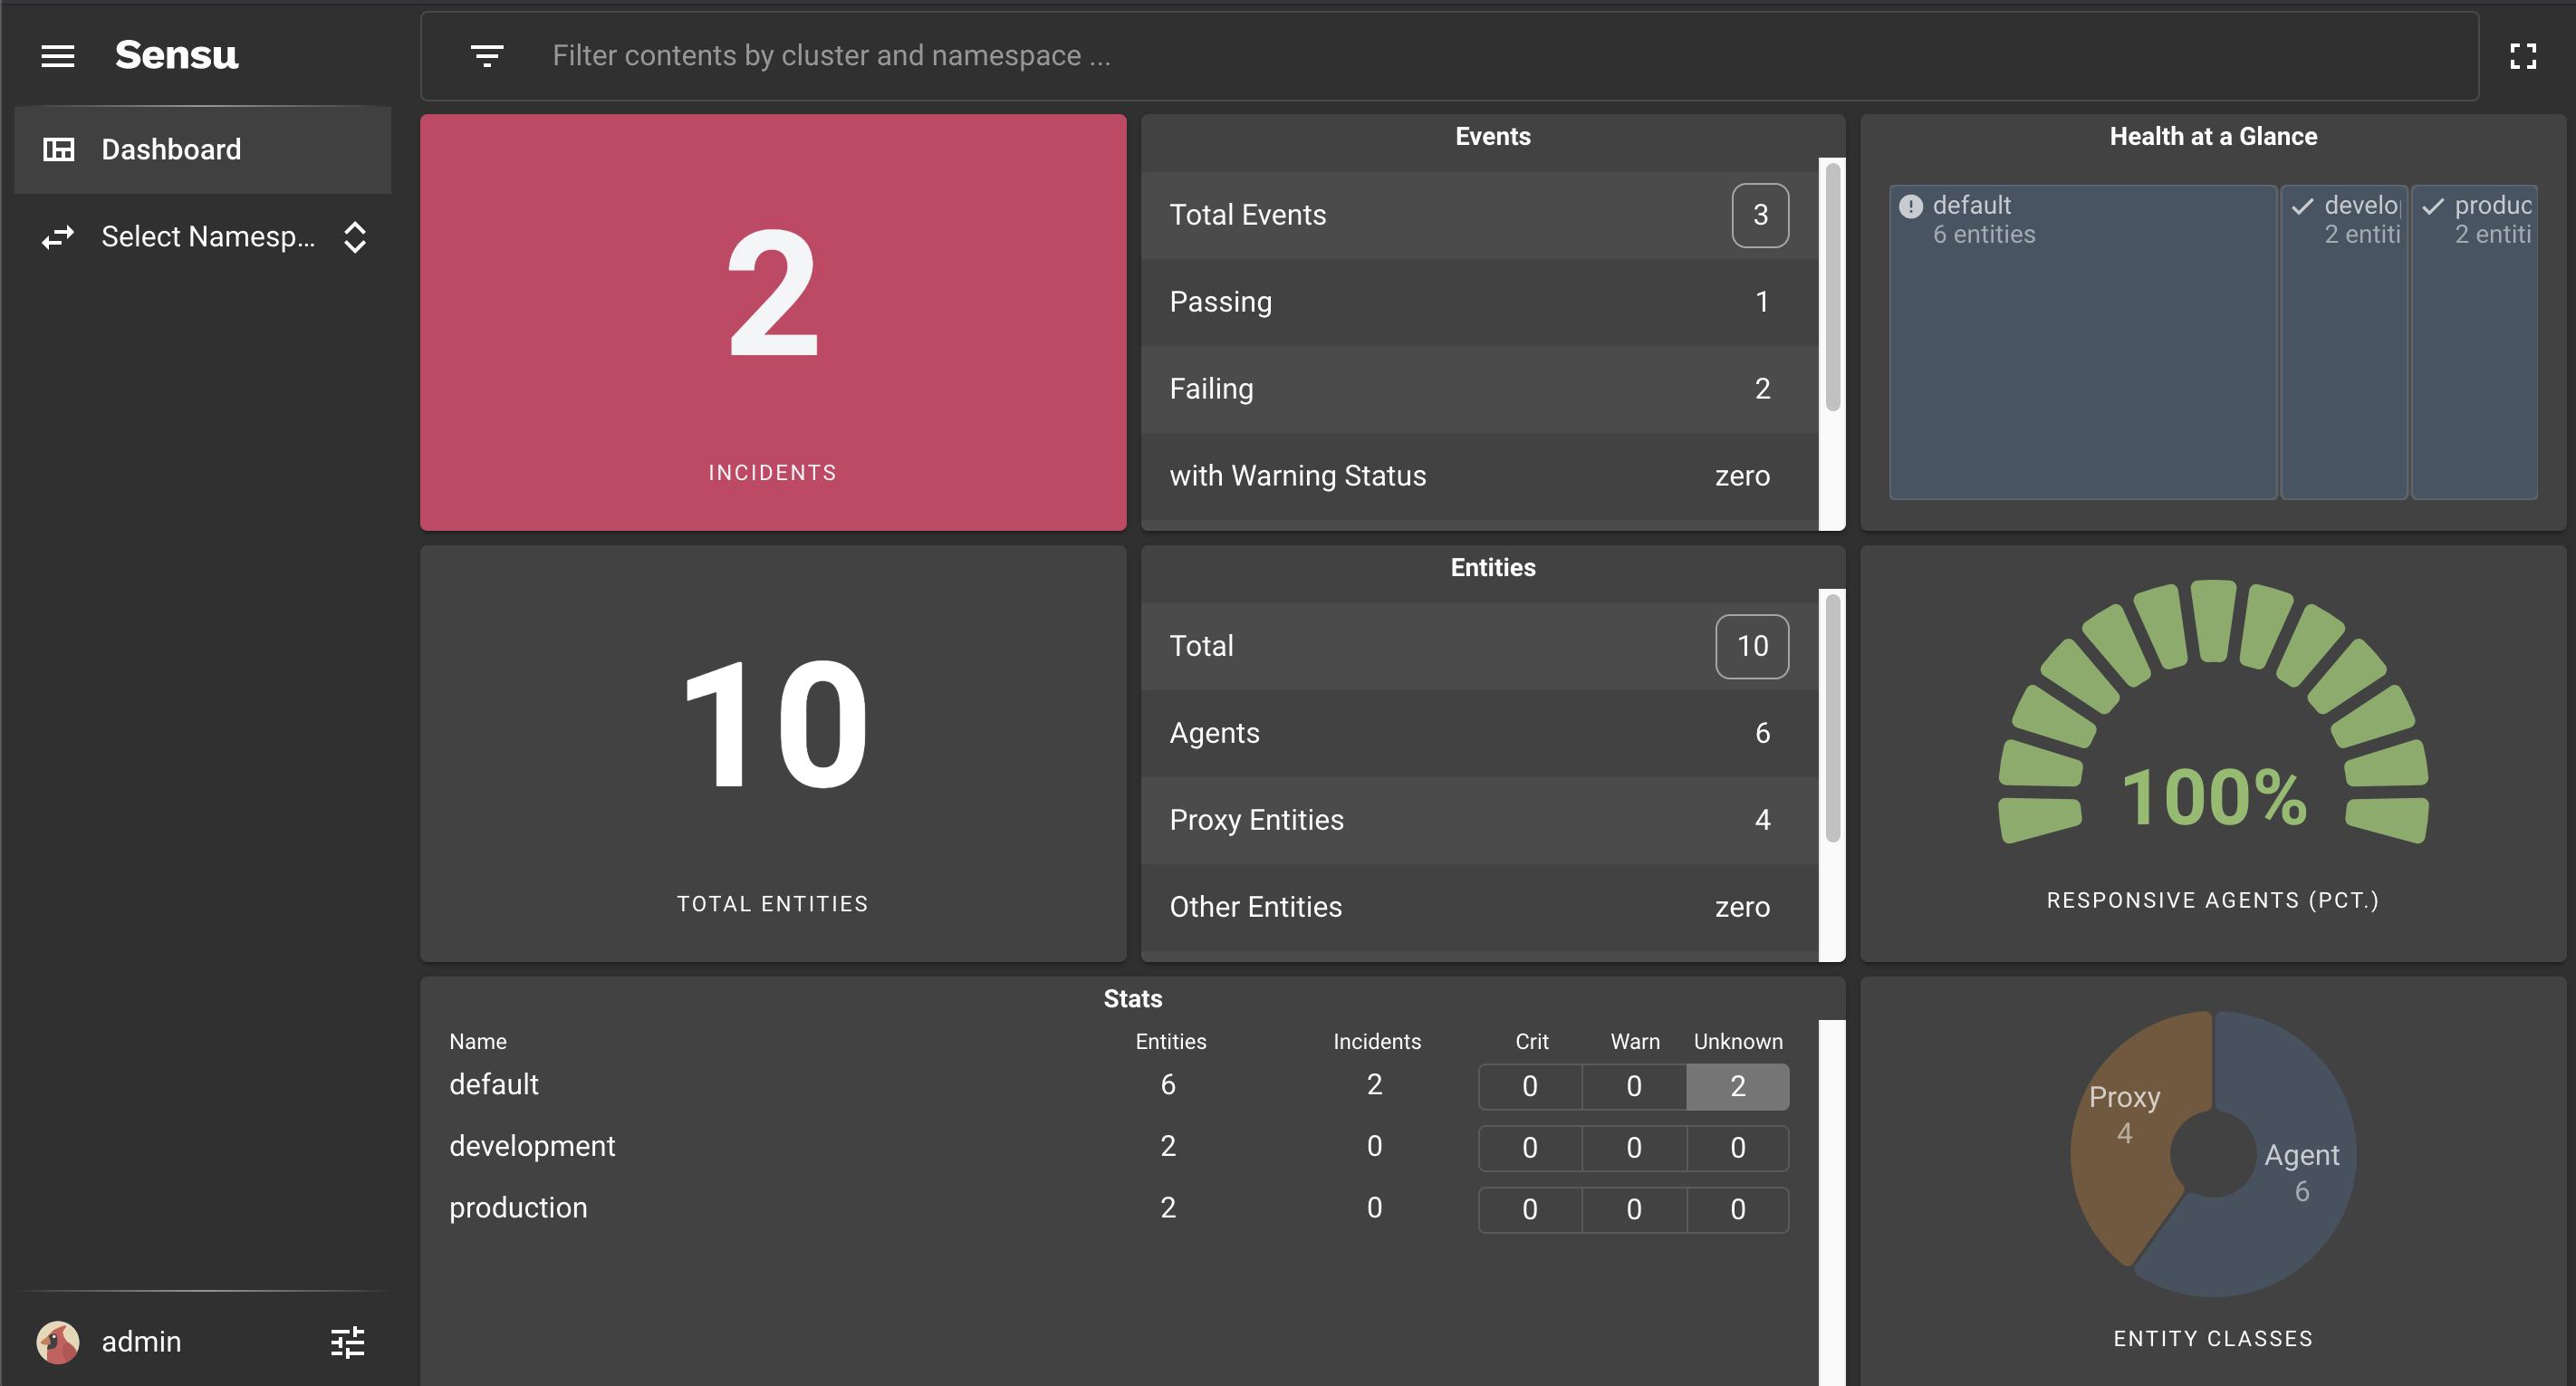 Sensu
Filter contents by cluster and namespace ...
Dashboard
Select Namesp...
2
INCIDENTS
Events
Total Events 3
Passing 1
Failing 2
with Warning Status zero
Health at a Glance
default
6 entities
develo
2 entiti
produc
2 entiti
10
TOTAL ENTITIES
Entities
Total 10
Agents 6
Proxy Entities 4
Other Entities zero
100%
RESPONSIVE AGENTS (PCT.)
Stats
Name Entities Incidents Crit Warn Unknown
default 6 2 0 0 2
development 2 0 0 0 0
production 2 0 0 0 0
Proxy
4
Agent
6
ENTITY CLASSES
admin